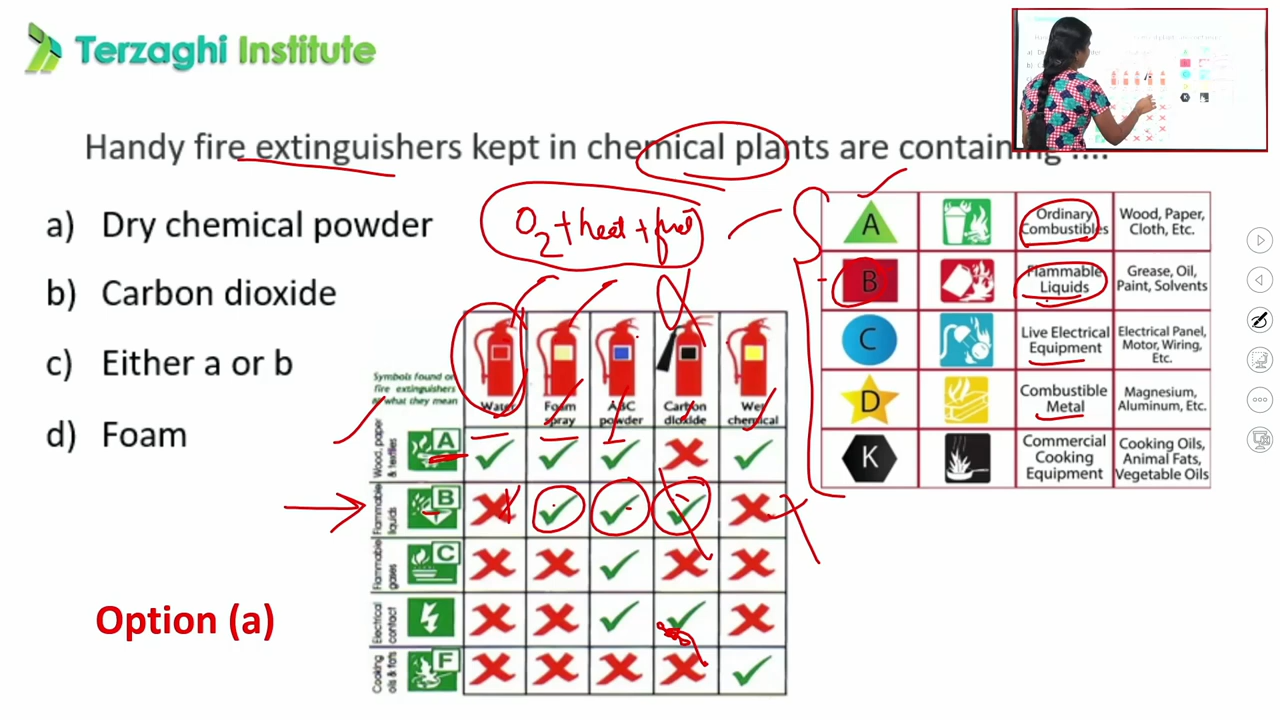 Terzaghi Institute
Handy fire extinguishers kept in chemical plants are containing ....
a) Dry chemical powder
b) Carbon dioxide
c) Either a or b
d) Foam
Option (a)
O2 + heat + fuel
Symbols found on
fire extinguishers
what they mean
Water
Foam
spray
ABC
powder
Carbon
dioxide
Wet
chemical
Wood, paper
& textiles
A
Flammable
liquids
B
Flammable
gases
C
Electrical
contact
Cooking
oils & fats
F
A
Ordinary
Combustibles
Wood, Paper,
Cloth, Etc.
B
Flammable
Liquids
Grease, Oil,
Paint, Solvents
C
Live Electrical
Equipment
Electrical Panel,
Motor, Wiring,
Etc.
D
Combustible
Metal
Magnesium,
Aluminum, Etc.
K
Commercial
Cooking
Equipment
Cooking Oils,
Animal Fats,
Vegetable Oils